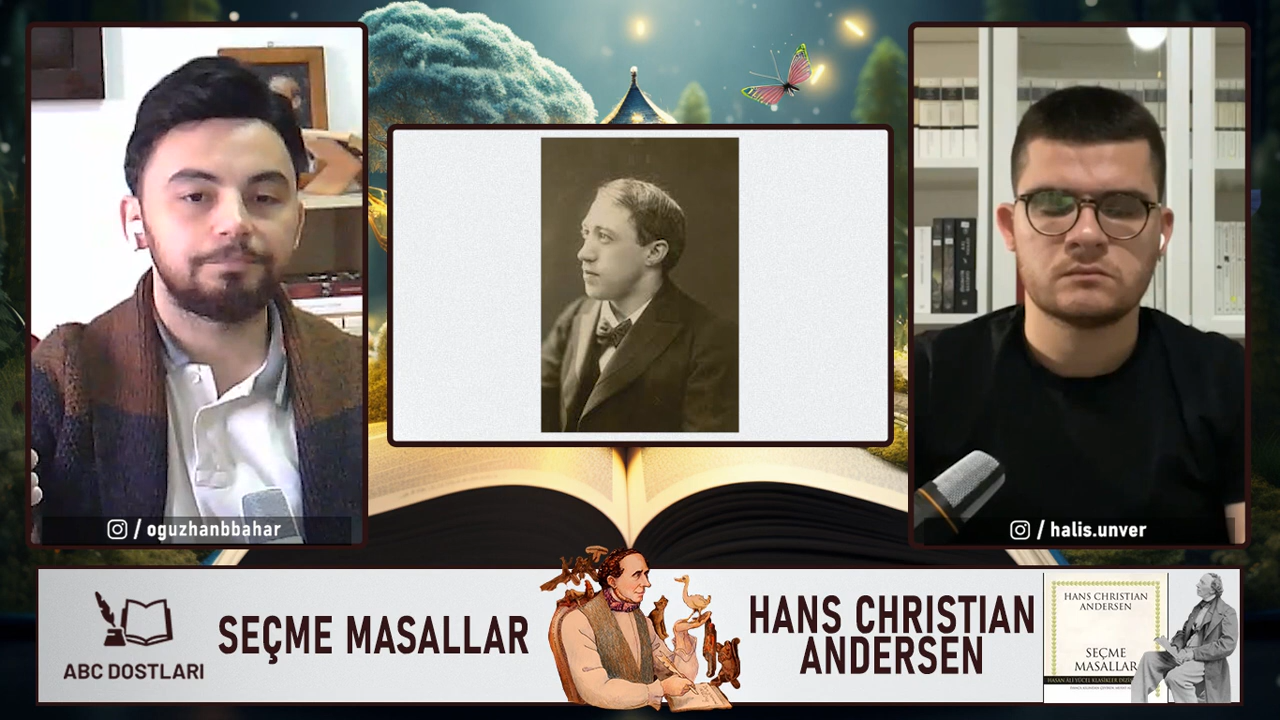 / oguzhanbbahar
/ halis.unver
ABC DOSTLARI
SEÇME MASALLAR
HANS CHRISTIAN
ANDERSEN
HANS CHRISTIAN
ANDERSEN
SEÇME
MASALLAR